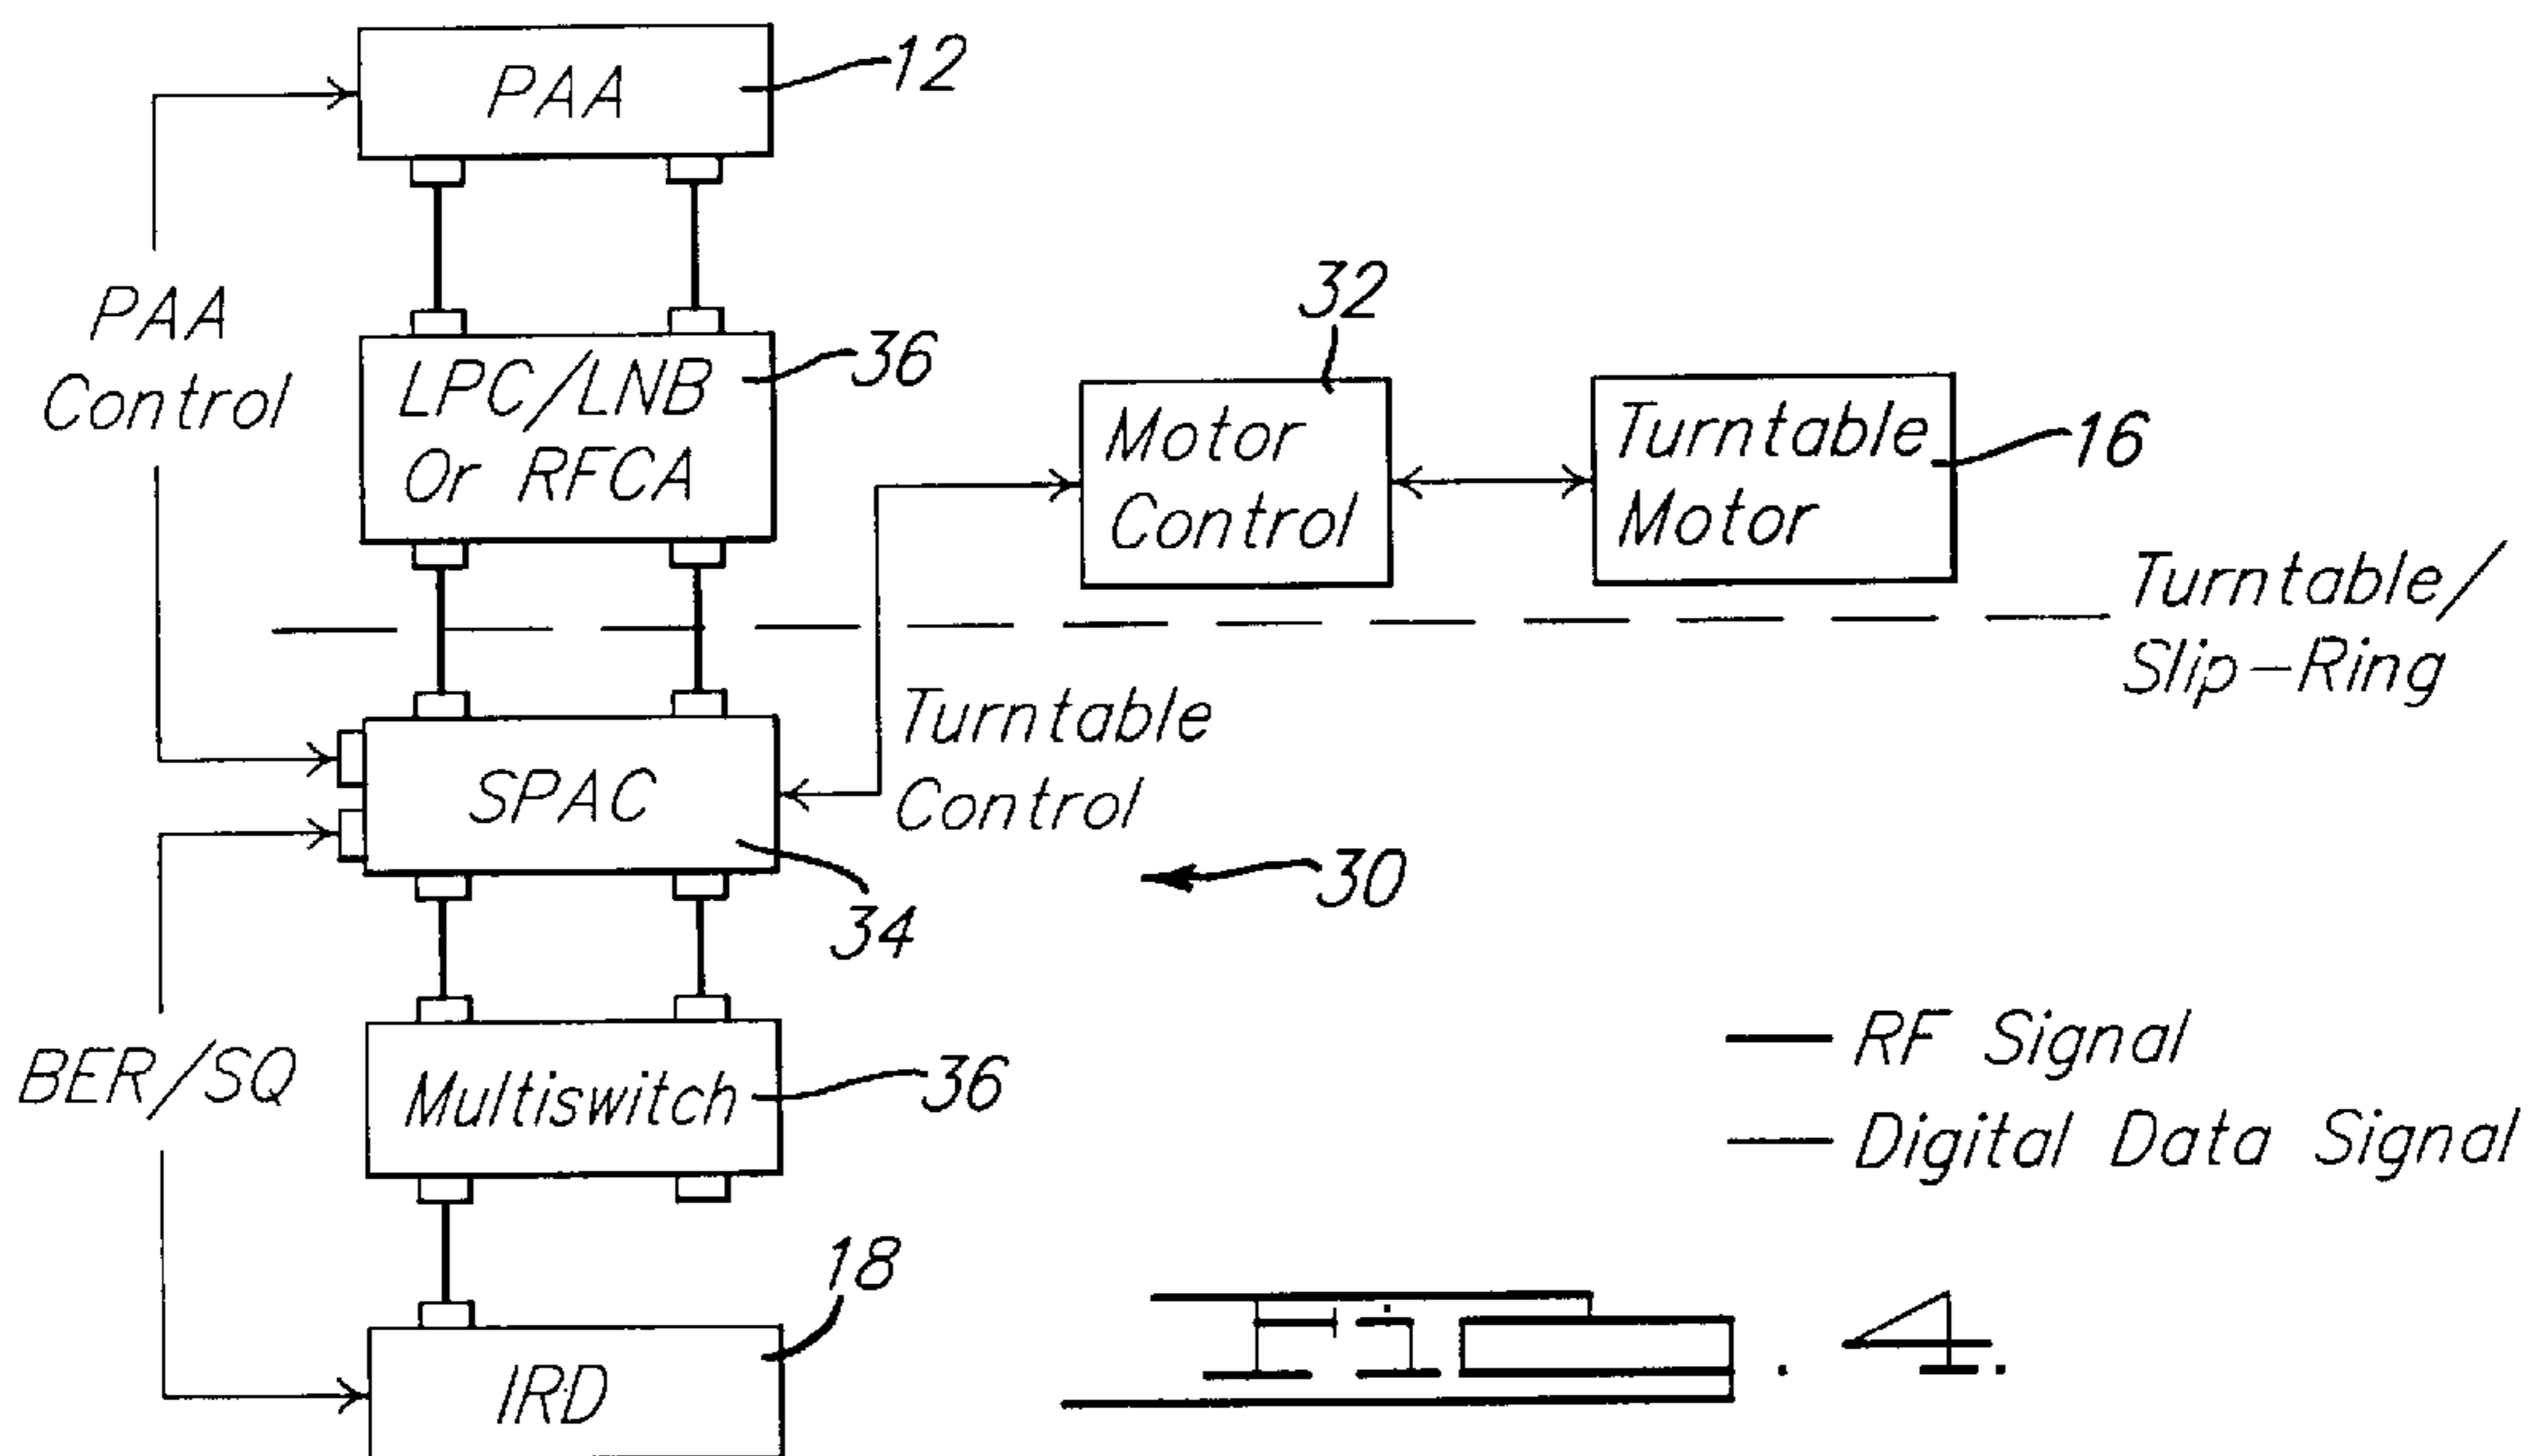 PAA
12
PAA
Control
LPC/LNB
Or RFCA
36
32
Motor
Control
Turntable
Motor
16
Turntable/
Slip-Ring
SPAC
34
Turntable
Control
30
BER/SQ
Multiswitch
36
RF Signal
Digital Data Signal
18
IRD
Fig. 4.